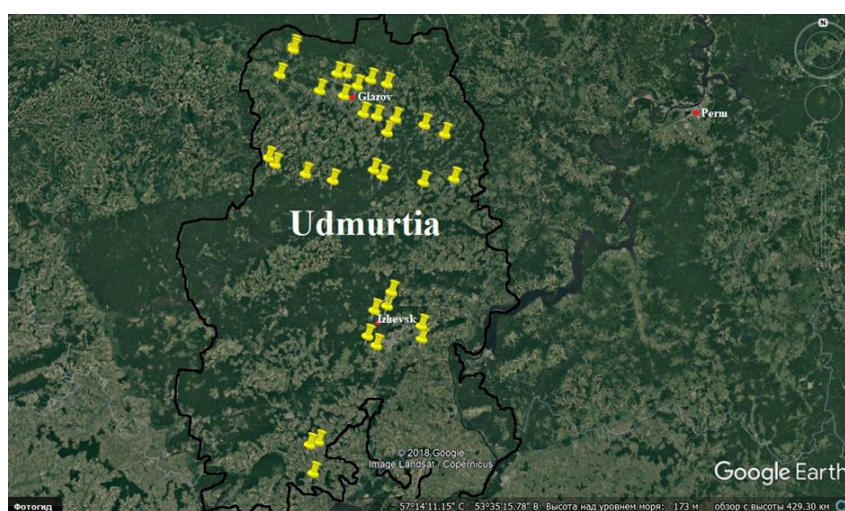 N
Glazov
Perm
Udmurtia
Izhevsk
© 2018 Google
Image Landsat / Copernicus
Google Earth
Фотогид
57°14'11.15" С 53°35'15.78" В Высота над уровнем моря: 173 м обзор с высоты 429.30 км